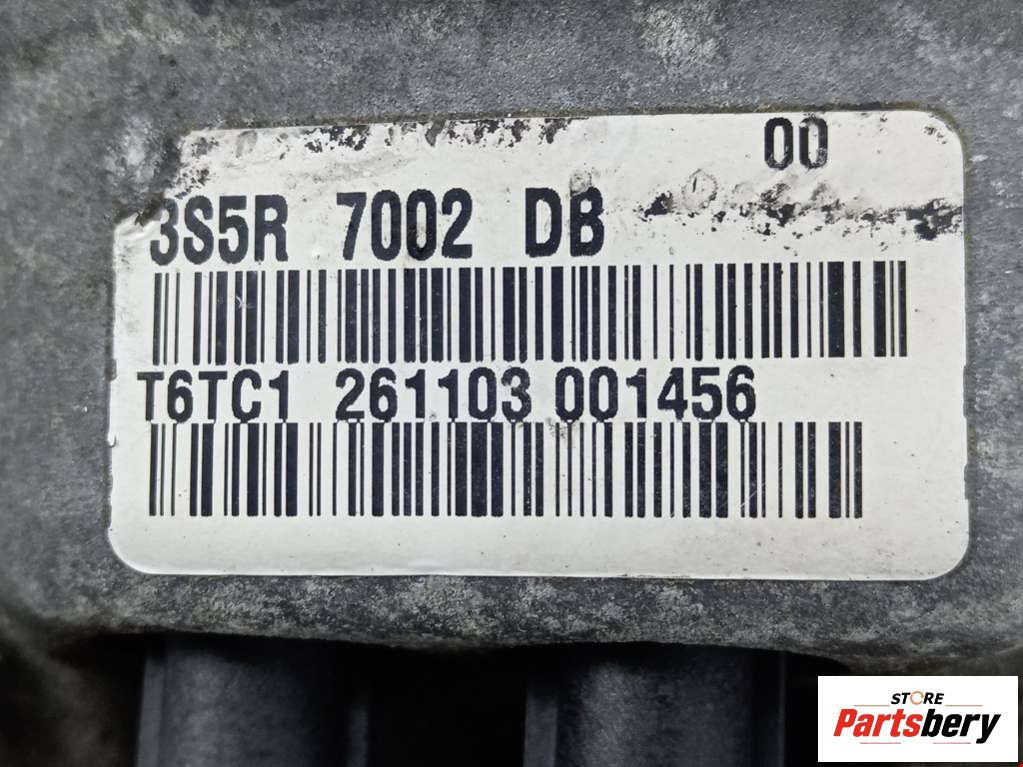 00
3S5R 7002 DB
T6TC1 261103 001456
STORE
Partsbery